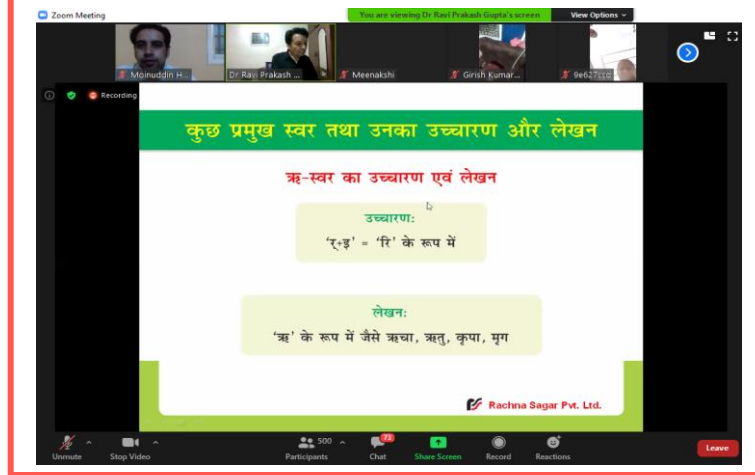 Zoom Meeting
You are viewing Dr Ravi Prakash Gupta's screen View Options
Moinuddin H... Dr Ravi Prakash ... Meenakshi Girish Kumar... 9e627ccd
Recording
कुछ प्रमुख स्वर तथा उनका उच्चारण और लेखन
ऋ-स्वर का उच्चारण एवं लेखन
उच्चारण:
‘र्+इ’ = ‘रि’ के रूप में
लेखन:
‘ऋ’ के रूप में जैसे ऋचा, ऋतु, कृपा, मृग
Rachna Sagar Pvt. Ltd.
500 73
Unmute Stop Video Participants Chat Share Screen Record Reactions Leave